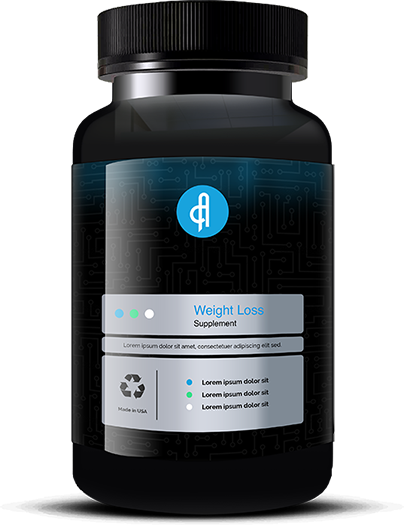 Weight Loss
Supplement
Lorem ipsum dolor sit amet, consectetuer adipiscing elit sed.
Made in USA
Lorem ipsum dolor sit
Lorem ipsum dolor sit
Lorem ipsum dolor sit